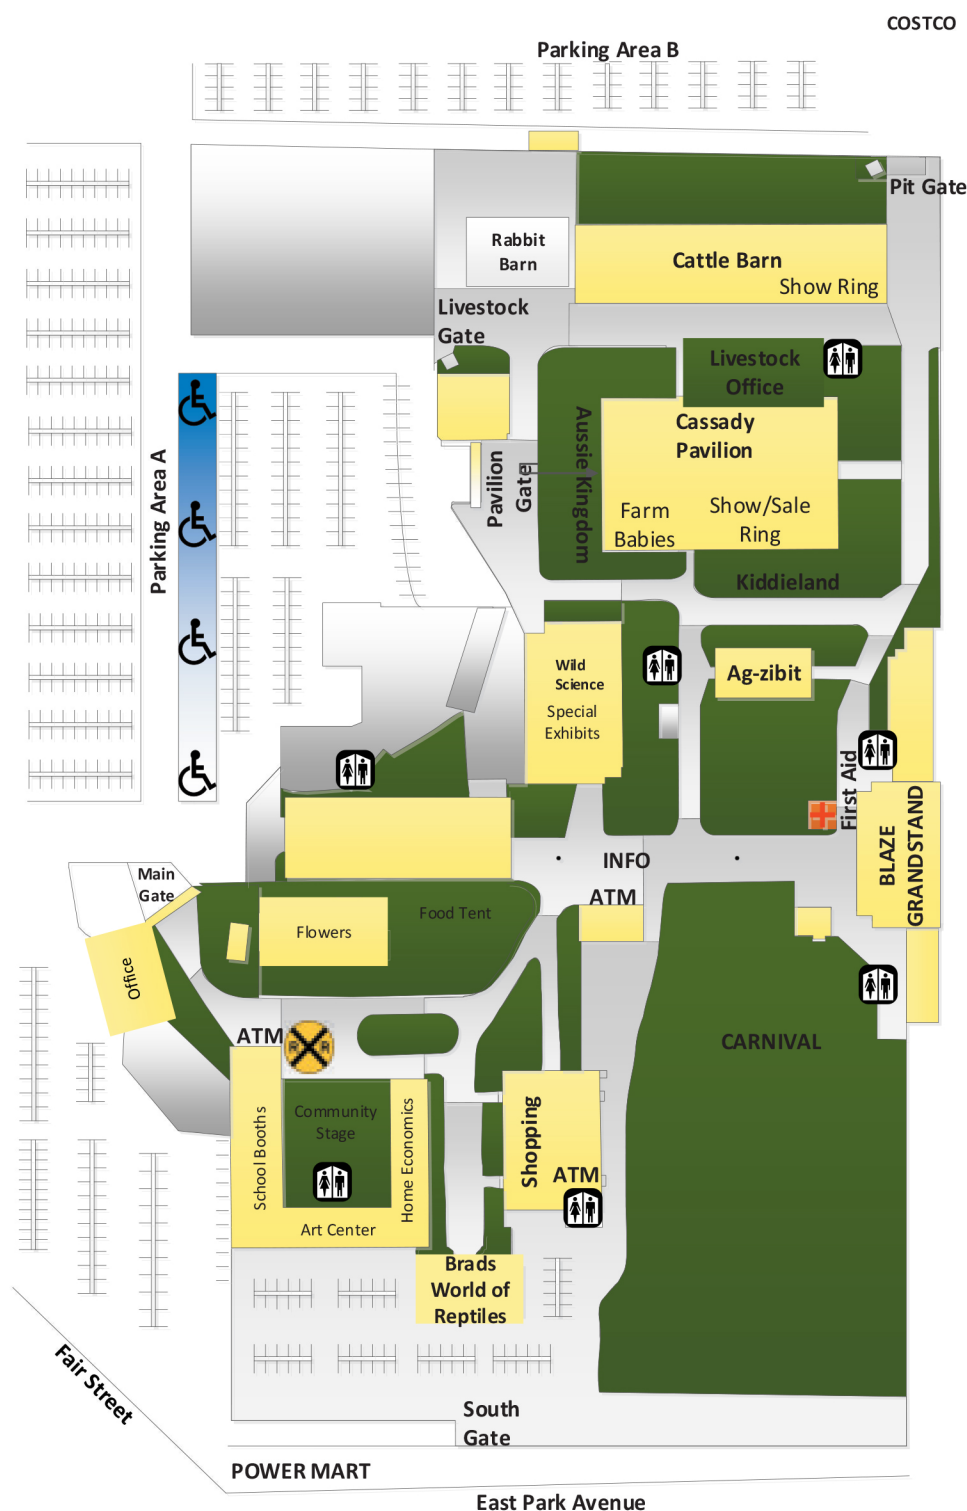 COSTCO
Parking Area B
Pit Gate
Rabbit
Barn
Cattle Barn
Show Ring
Livestock
Gate
Livestock
Office
Cassady
Pavilion
Aussie Kingdom
Pavilion
Gate
Farm
Babies
Show/Sale
Ring
Parking Area A
Kiddieland
Wild
Science
Special
Exhibits
Ag-zibit
First Aid
BLAZE
GRANDSTAND
INFO
ATM
Main
Gate
Food Tent
Flowers
Office
ATM
R R
CARNIVAL
School Booths
Community
Stage
Home Economics
Art Center
Shopping
ATM
Brads
World of
Reptiles
Fair Street
South
Gate
POWER MART
East Park Avenue